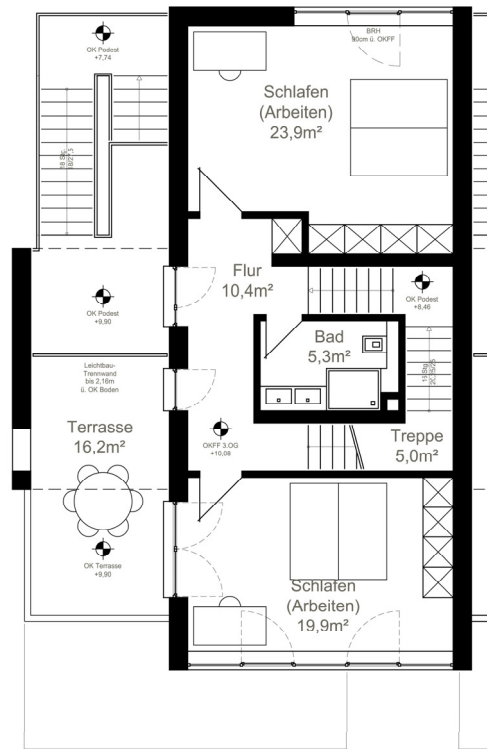 OK Podest
+7,74
BRH
90cm ü. OKFF
Schlafen
(Arbeiten)
23,9m²
Flur
10,4m²
OK Podest
+9,90
OK Podest
+8,46
Bad
5,3m²
Leichtbau-
Trennwand
bis 2,16m
ü. OK Boden
Terrasse
16,2m²
OKFF 3.OG
+10,08
Treppe
5,0m²
OK Terrasse
+9,90
Schlafen
(Arbeiten)
19,9m²